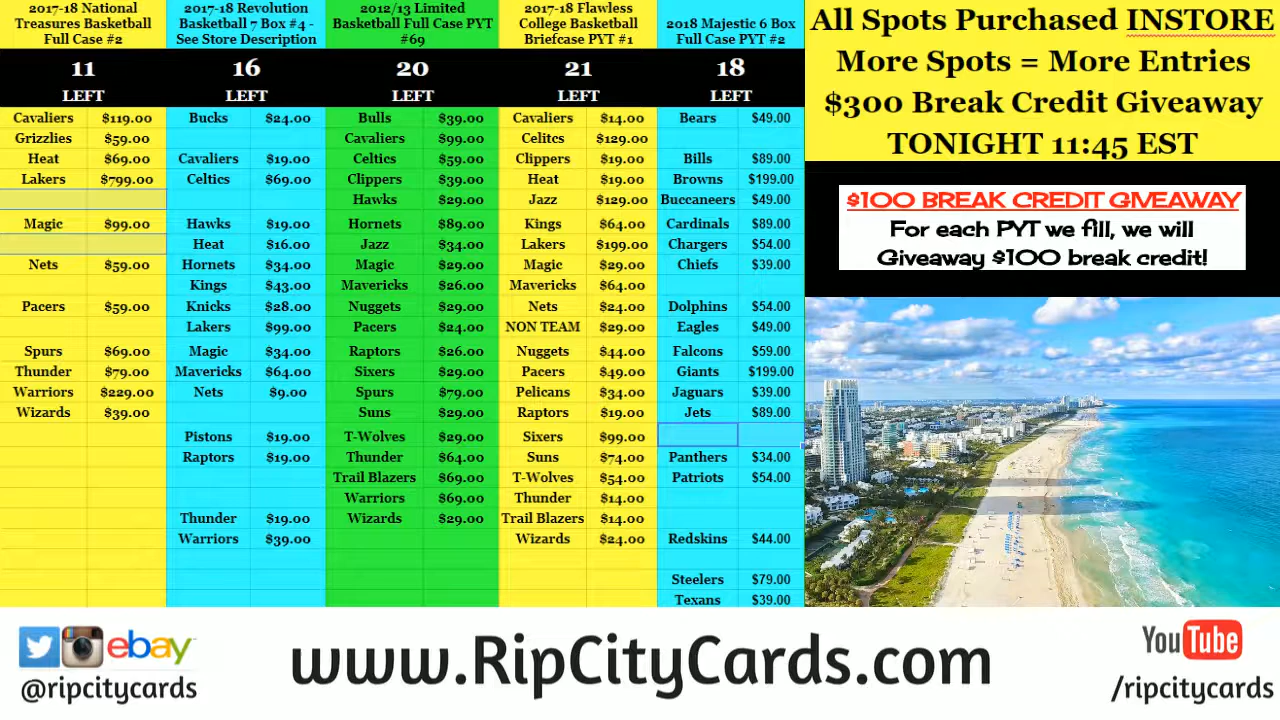 2017-18 National
Treasures Basketball
Full Case #2
11
LEFT
Cavaliers $119.00
Grizzlies $59.00
Heat $69.00
Lakers $799.00
Magic $99.00
Nets $59.00
Pacers $59.00
Spurs $69.00
Thunder $79.00
Warriors $229.00
Wizards $39.00
2017-18 Revolution
Basketball 7 Box #4 -
See Store Description
16
LEFT
Bucks $24.00
Cavaliers $19.00
Celtics $69.00
Hawks $19.00
Heat $16.00
Hornets $34.00
Kings $43.00
Knicks $28.00
Lakers $99.00
Magic $34.00
Mavericks $64.00
Nets $9.00
Pistons $19.00
Raptors $19.00
Thunder $19.00
Warriors $39.00
2012/13 Limited
Basketball Full Case PYT
#69
20
LEFT
Bulls $39.00
Cavaliers $99.00
Celtics $59.00
Clippers $39.00
Hawks $29.00
Hornets $89.00
Jazz $34.00
Magic $29.00
Mavericks $26.00
Nuggets $29.00
Pacers $24.00
Raptors $26.00
Sixers $29.00
Spurs $79.00
Suns $29.00
T-Wolves $29.00
Thunder $64.00
Trail Blazers $69.00
Warriors $69.00
Wizards $29.00
2017-18 Flawless
College Basketball
Briefcase PYT #1
21
LEFT
Cavaliers $14.00
Celitcs $129.00
Clippers $19.00
Heat $19.00
Jazz $129.00
Kings $64.00
Lakers $199.00
Magic $29.00
Mavericks $64.00
Nets $24.00
NON TEAM $29.00
Nuggets $44.00
Pacers $49.00
Pelicans $34.00
Raptors $19.00
Sixers $99.00
Suns $74.00
T-Wolves $54.00
Thunder $14.00
Trail Blazers $14.00
Wizards $24.00
2018 Majestic 6 Box
Full Case PYT #2
18
LEFT
Bears $49.00
Bills $89.00
Browns $199.00
Buccaneers $49.00
Cardinals $89.00
Chargers $54.00
Chiefs $39.00
Dolphins $54.00
Eagles $49.00
Falcons $59.00
Giants $199.00
Jaguars $39.00
Jets $89.00
Panthers $34.00
Patriots $54.00
Redskins $44.00
Steelers $79.00
Texans $39.00
All Spots Purchased INSTORE
More Spots = More Entries
$300 Break Credit Giveaway
TONIGHT 11:45 EST
$100 BREAK CREDIT GIVEAWAY
For each PYT we fill, we will
Giveaway $100 break credit!
ebay
@ripcitycards
www.RipCityCards.com
YouTube
/ripcitycards